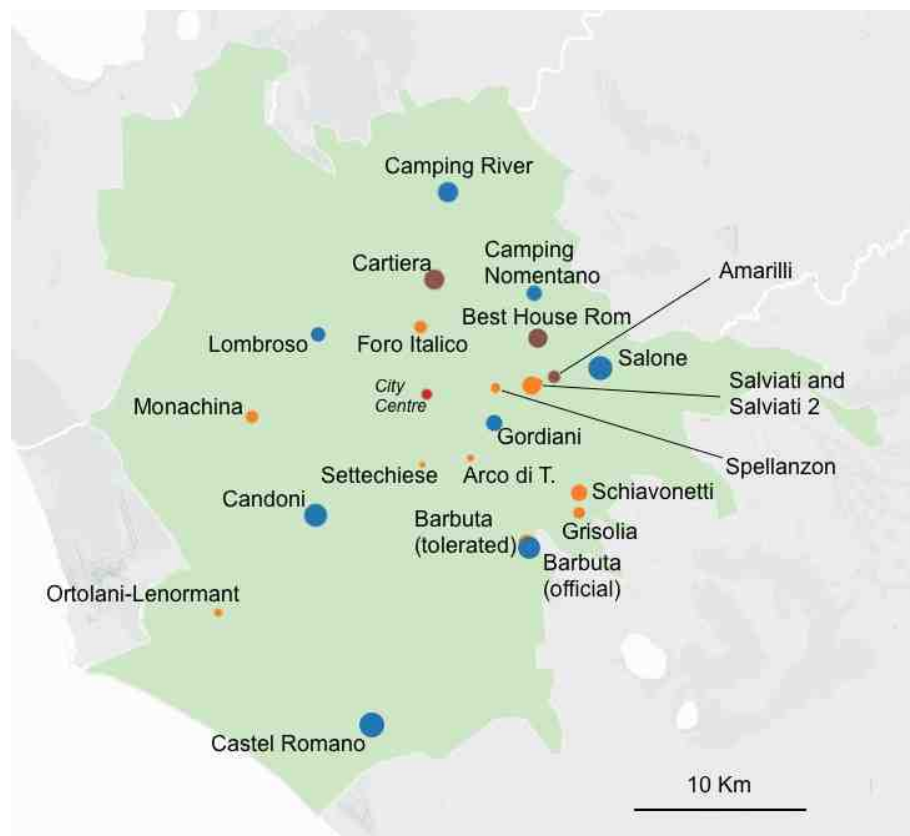 Camping River
Cartiera
Camping
Nomentano
Amarilli
Best House Rom
Lombroso
Foro Italico
Salone
City
Centre
Salviati and
Salviati 2
Monachina
Gordiani
Spellanzon
Settechiese
Arco di T.
Schiavonetti
Candoni
Barbuta
(tolerated)
Grisolia
Barbuta
(official)
Ortolani-Lenormant
Castel Romano
10 Km